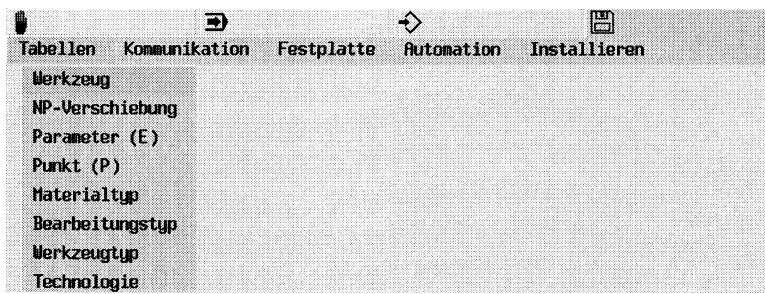 Tabellen Kommunikation Festplatte Automation Installieren
Werkzeug
NP-Verschiebung
Parameter (E)
Punkt (P)
Materialtyp
Bearbeitungstyp
Werkzeugtyp
Technologie